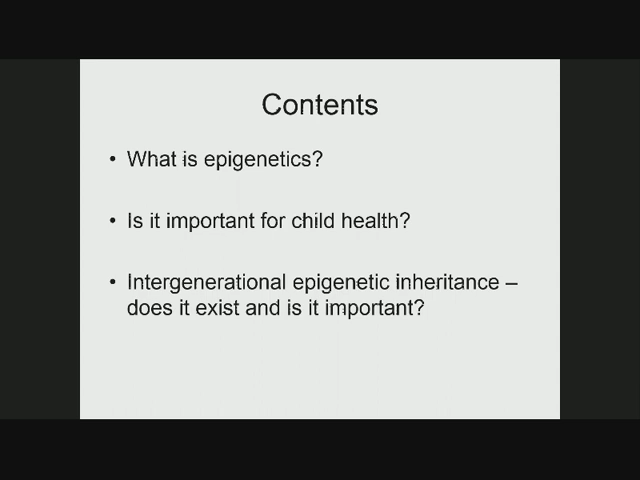 Contents
• What is epigenetics?
• Is it important for child health?
• Intergenerational epigenetic inheritance –
does it exist and is it important?